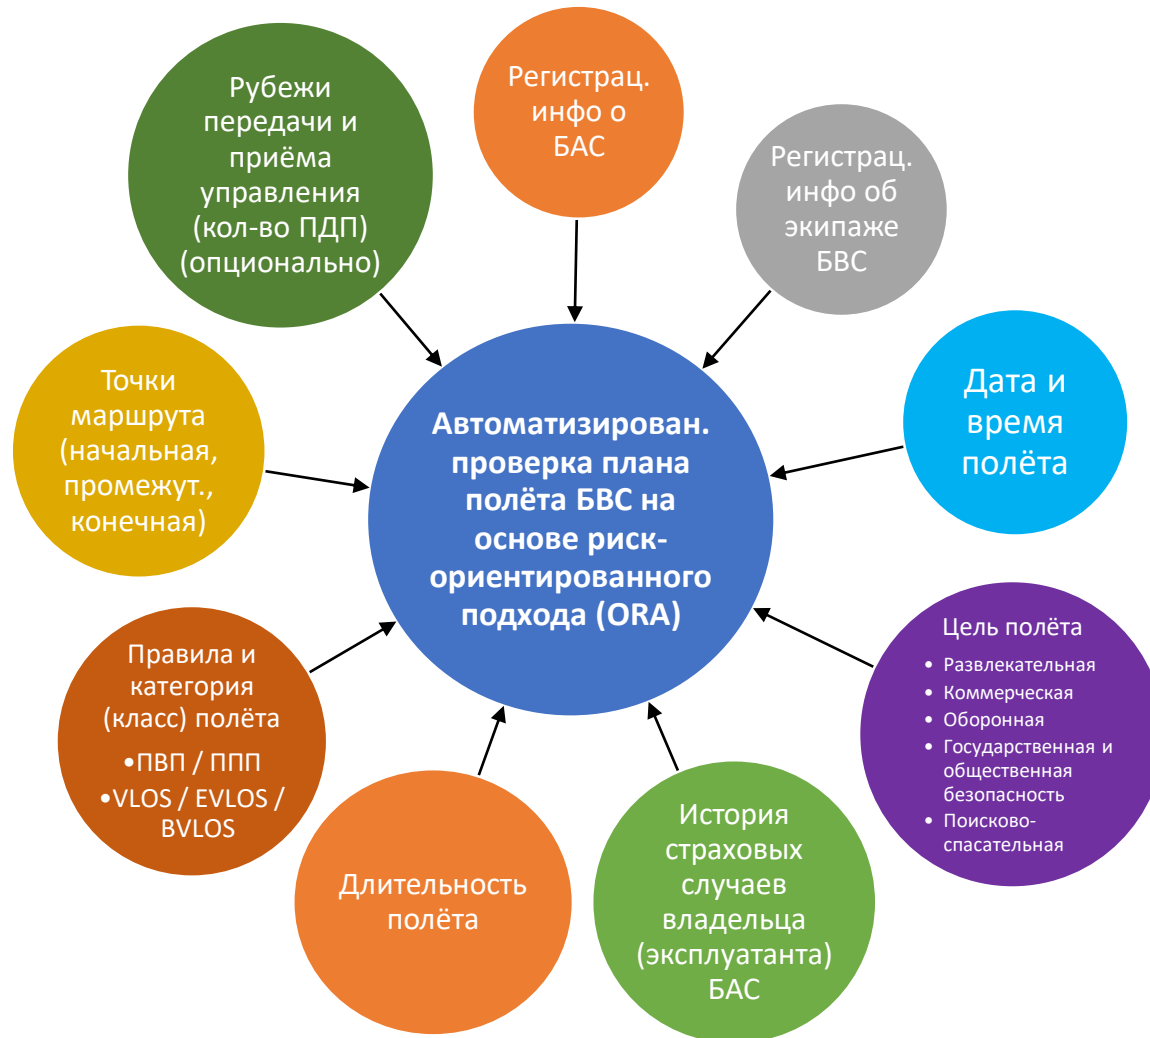 Рубежи
передачи и
приёма
управления
(кол-во ПДП)
(опционально)
Регистрац.
инфо о
БАС
Регистрац.
инфо об
экипаже
БВС
Дата и
время
полёта
Цель полёта
• Развлекательная
• Коммерческая
• Оборонная
• Государственная и
общественная
безопасность
• Поисково-
спасательная
История
страховых
случаев
владельца
(эксплуатанта)
БАС
Длительность
полёта
Правила и
категория
(класс) полёта
•ПВП / ППП
•VLOS / EVLOS /
BVLOS
Точки
маршрута
(начальная,
промежут.,
конечная)
Автоматизирован.
проверка плана
полёта БВС на
основе риск-
ориентированного
подхода (ORA)